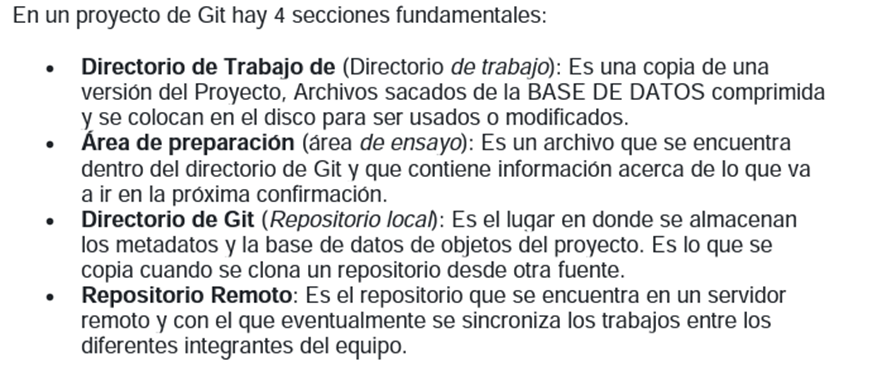 En un proyecto de Git hay 4 secciones fundamentales:
• Directorio de Trabajo de (Directorio de trabajo): Es una copia de una
versión del Proyecto, Archivos sacados de la BASE DE DATOS comprimida
y se colocan en el disco para ser usados o modificados.
• Área de preparación (área de ensayo): Es un archivo que se encuentra
dentro del directorio de Git y que contiene información acerca de lo que va
a ir en la próxima confirmación.
• Directorio de Git (Repositorio local): Es el lugar en donde se almacenan
los metadatos y la base de datos de objetos del proyecto. Es lo que se
copia cuando se clona un repositorio desde otra fuente.
• Repositorio Remoto: Es el repositorio que se encuentra en un servidor
remoto y con el que eventualmente se sincroniza los trabajos entre los
diferentes integrantes del equipo.